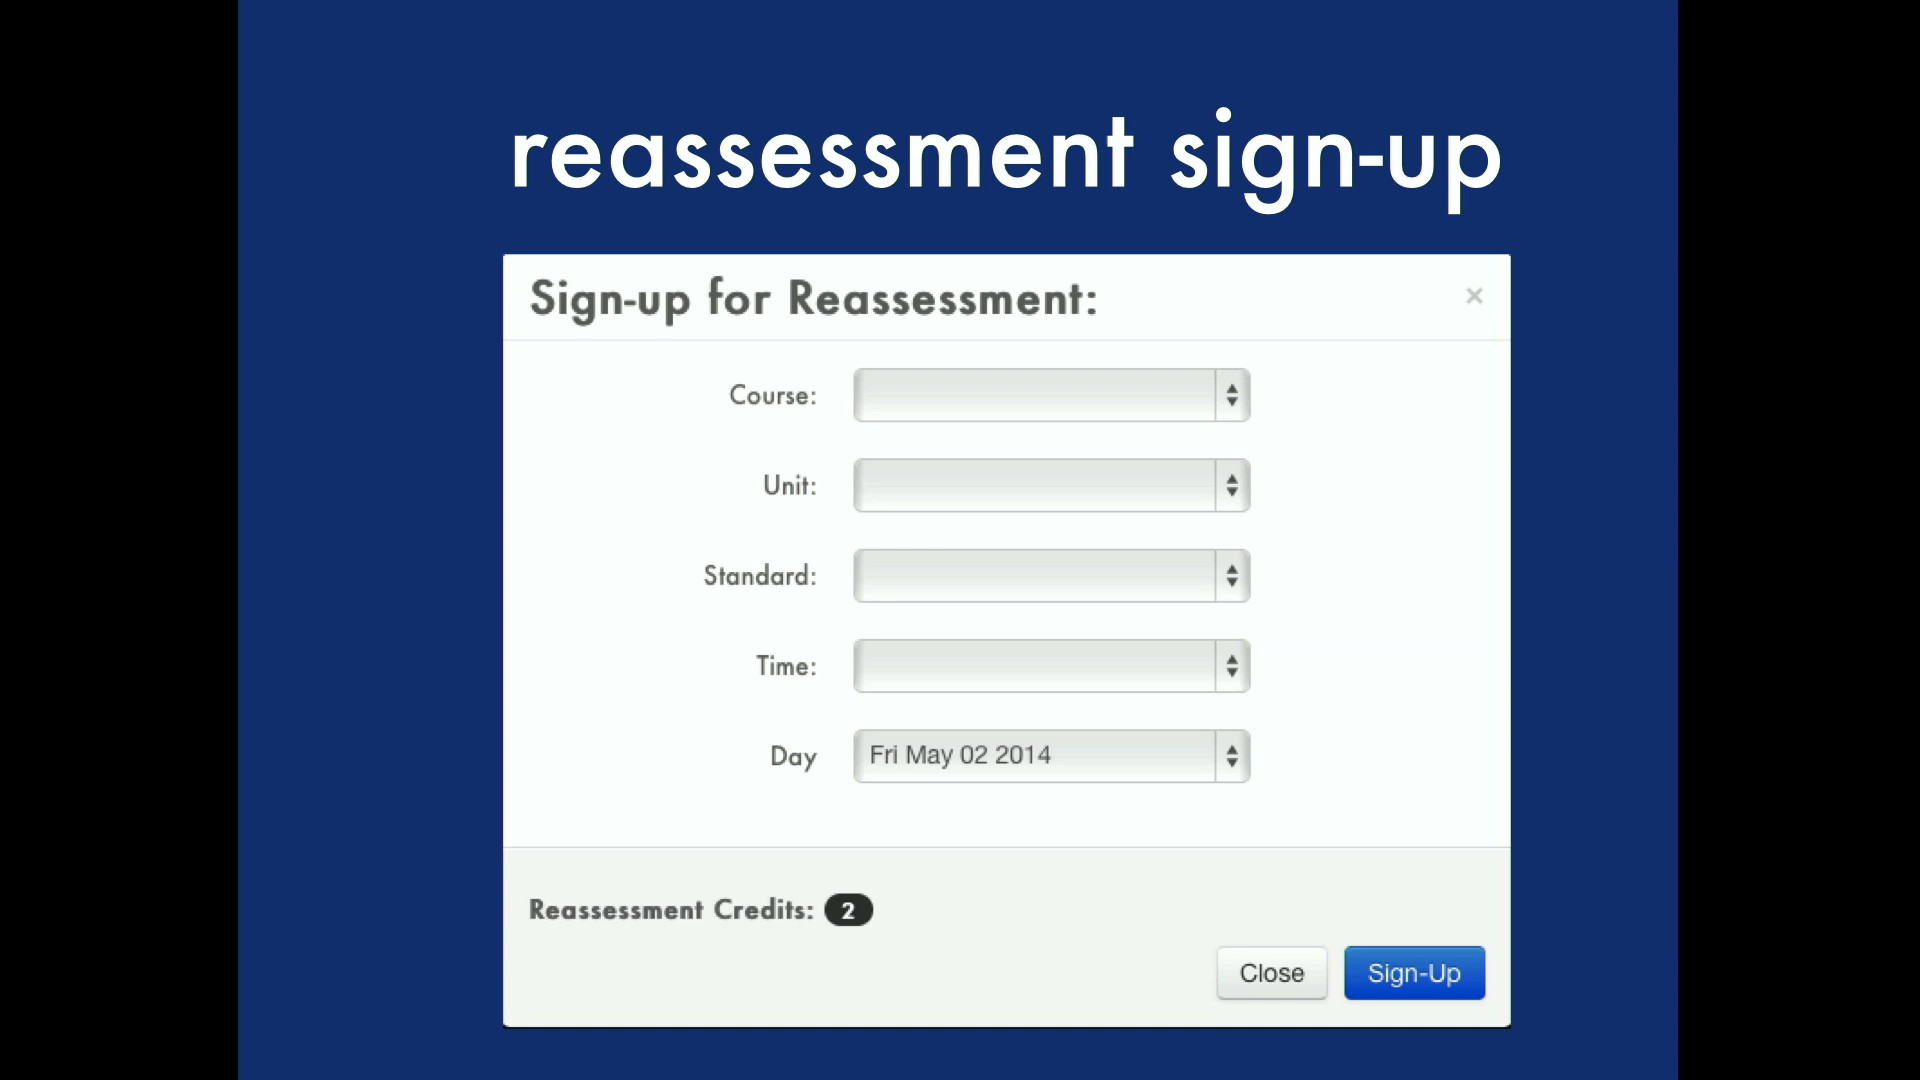 reassessment sign-up
Sign-up for Reassessment:
×
Course:
Unit:
Standard:
Time:
Day Fri May 02 2014
Reassessment Credits: 2
Close Sign-Up